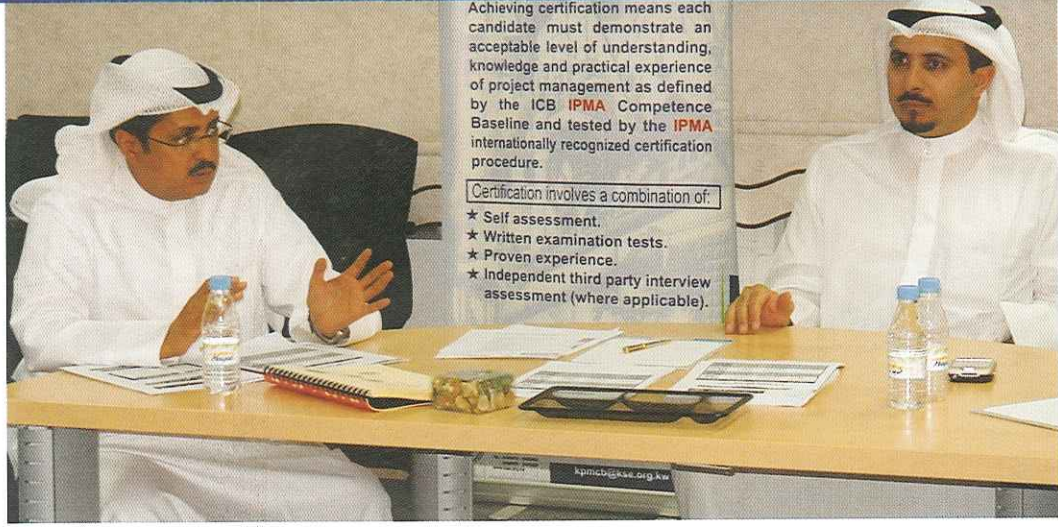 Achieving certification means each
candidate must demonstrate an
acceptable level of understanding,
knowledge and practical experience
of project management as defined
by the ICB IPMA Competence
Baseline and tested by the IPMA
internationally recognized certification
procedure.
Certification involves a combination of:
★ Self assessment.
★ Written examination tests.
★ Proven experience.
★ Independent third party interview
assessment (where applicable).
kpmcb@kse.org.kw